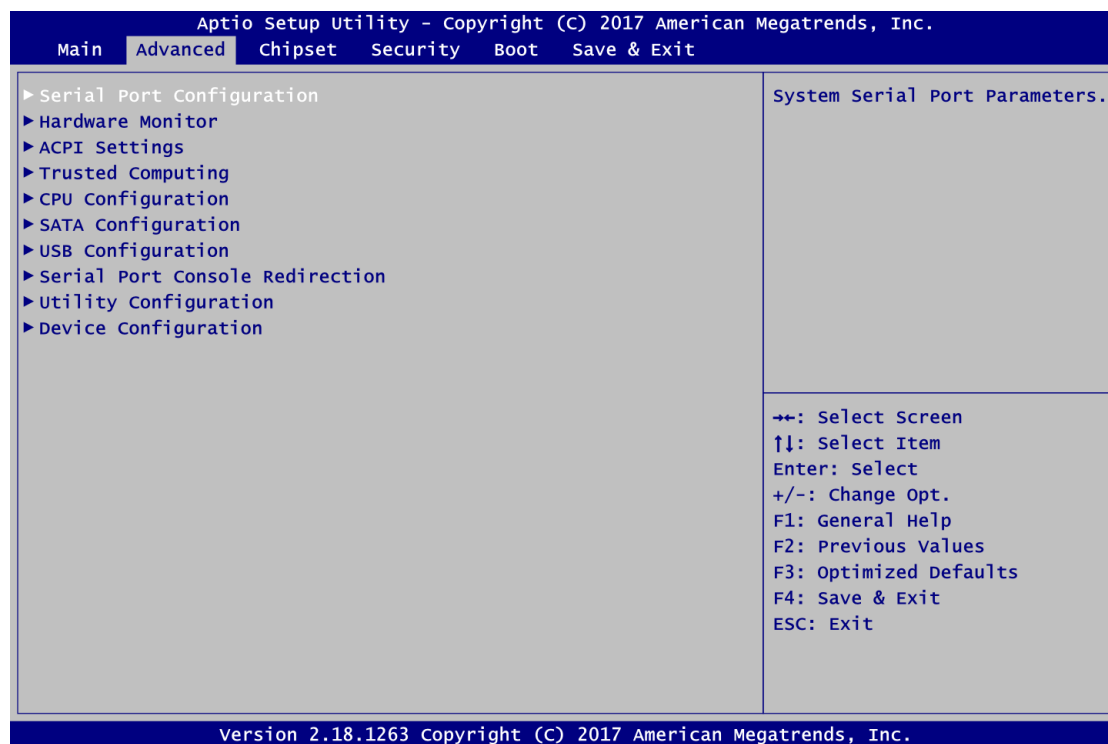 Aptio Setup Utility - Copyright (C) 2017 American Megatrends, Inc.
Main Advanced Chipset Security Boot Save & Exit
▶ Serial Port Configuration
▶ Hardware Monitor
▶ ACPI Settings
▶ Trusted Computing
▶ CPU Configuration
▶ SATA Configuration
▶ USB Configuration
▶ Serial Port Console Redirection
▶ Utility Configuration
▶ Device Configuration
System Serial Port Parameters.
→←: Select Screen
↑↓: Select Item
Enter: Select
+/-: Change Opt.
F1: General Help
F2: Previous Values
F3: Optimized Defaults
F4: Save & Exit
ESC: Exit
Version 2.18.1263 Copyright (C) 2017 American Megatrends, Inc.